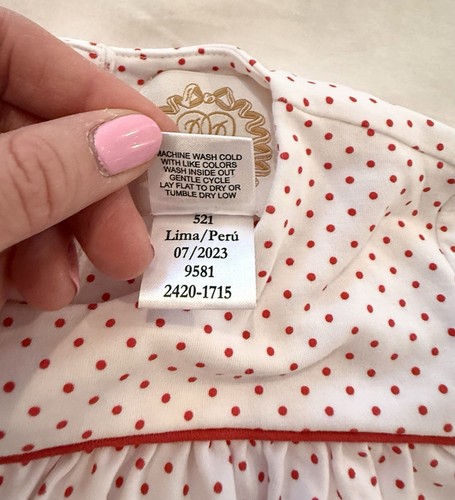 MACHINE WASH COLD
WITH LIKE COLORS
WASH INSIDE OUT
GENTLE CYCLE
LAY FLAT TO DRY OR
TUMBLE DRY LOW
521
Lima/Perú
07/2023
9581
2420-1715